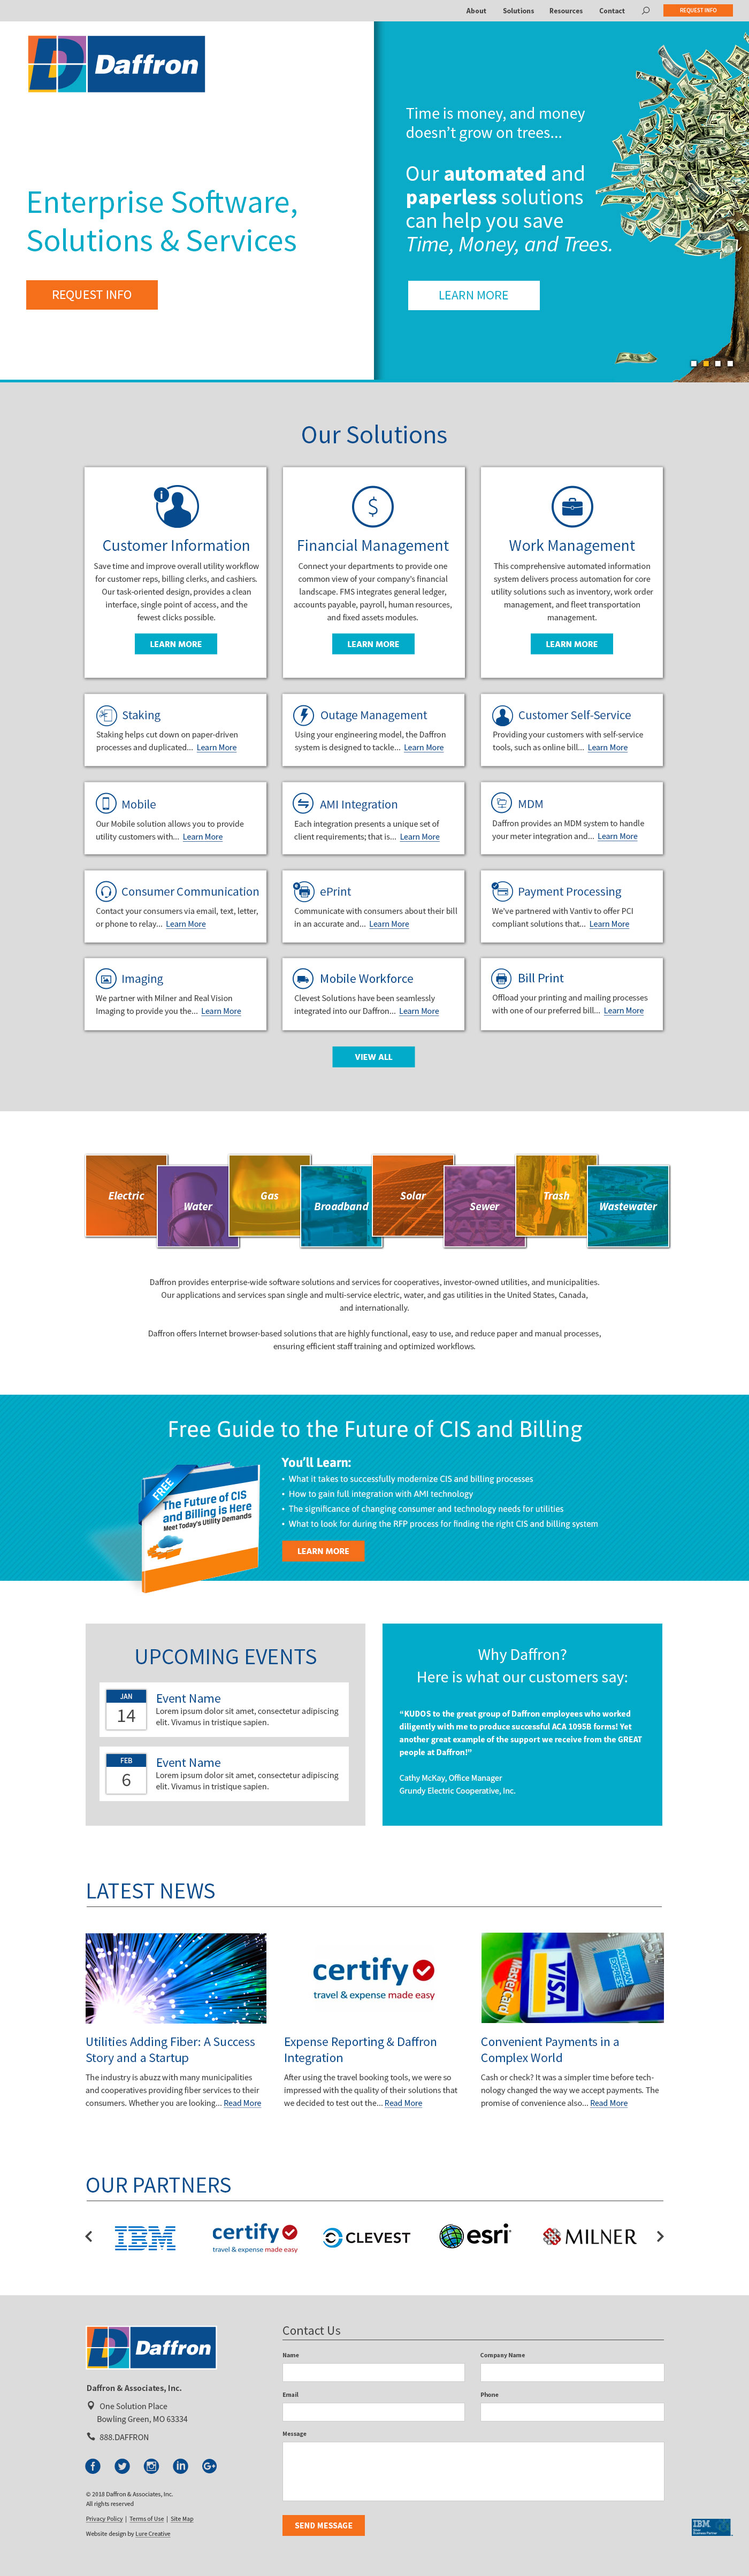 About Solutions Resources Contact REQUEST INFO
Daffron
Enterprise Software,
Solutions & Services
REQUEST INFO
Time is money, and money
doesn't grow on trees...
Our automated and
paperless solutions
can help you save
Time, Money, and Trees.
LEARN MORE
Our Solutions
Customer Information
Save time and improve overall utility workflow
for customer reps, billing clerks, and cashiers.
Our task-oriented design, provides a clean
interface, single point of access, and the
fewest clicks possible.
LEARN MORE
Financial Management
Connect your departments to provide one
common view of your company's financial
landscape. FMS integrates general ledger,
accounts payable, payroll, human resources,
and fixed assets modules.
LEARN MORE
Work Management
This comprehensive automated information
system delivers process automation for core
utility solutions such as inventory, work order
management, and fleet transportation
management.
LEARN MORE
Staking
Staking helps cut down on paper-driven
processes and duplicated... Learn More
Outage Management
Using your engineering model, the Daffron
system is designed to tackle... Learn More
Customer Self-Service
Providing your customers with self-service
tools, such as online bill... Learn More
Mobile
Our Mobile solution allows you to provide
utility customers with... Learn More
AMI Integration
Each integration presents a unique set of
client requirements; that is... Learn More
MDM
Daffron provides an MDM system to handle
your meter integration and... Learn More
Consumer Communication
Contact your consumers via email, text, letter,
or phone to relay... Learn More
ePrint
Communicate with consumers about their bill
in an accurate and... Learn More
Payment Processing
We've partnered with Vantiv to offer PCI
compliant solutions that... Learn More
Imaging
We partner with Milner and Real Vision
Imaging to provide you the... Learn More
Mobile Workforce
Clevest Solutions have been seamlessly
integrated into our Daffron... Learn More
Bill Print
Offload your printing and mailing processes
with one of our preferred bill... Learn More
VIEW ALL
Electric
Water
Gas
Broadband
Solar
Sewer
Trash
Wastewater
Daffron provides enterprise-wide software solutions and services for cooperatives, investor-owned utilities, and municipalities.
Our applications and services span single and multi-service electric, water, and gas utilities in the United States, Canada,
and internationally.
Daffron offers Internet browser-based solutions that are highly functional, easy to use, and reduce paper and manual processes,
ensuring efficient staff training and optimized workflows.
Free Guide to the Future of CIS and Billing
FREE
The Future of CIS
and Billing is Here
Meet Today's Utility Demands
You'll Learn:
• What it takes to successfully modernize CIS and billing processes
• How to gain full integration with AMI technology
• The significance of changing consumer and technology needs for utilities
• What to look for during the RFP process for finding the right CIS and billing system
LEARN MORE
UPCOMING EVENTS
JAN
14
Event Name
Lorem ipsum dolor sit amet, consectetur adipiscing
elit. Vivamus in tristique sapien.
FEB
6
Event Name
Lorem ipsum dolor sit amet, consectetur adipiscing
elit. Vivamus in tristique sapien.
Why Daffron?
Here is what our customers say:
"KUDOS to the great group of Daffron employees who worked
diligently with me to produce successful ACA 1095B forms! Yet
another great example of the support we receive from the GREAT
people at Daffron!"
Cathy McKay, Office Manager
Grundy Electric Cooperative, Inc.
LATEST NEWS
certify
travel & expense made easy
MasterCard
VISA
AMERICAN
EXPRESS
Utilities Adding Fiber: A Success
Story and a Startup
The industry is abuzz with many municipalities
and cooperatives providing fiber services to their
consumers. Whether you are looking... Read More
Expense Reporting & Daffron
Integration
After using the travel booking tools, we were so
impressed with the quality of their solutions that
we decided to test out the... Read More
Convenient Payments in a
Complex World
Cash or check? It was a simpler time before tech-
nology changed the way we accept payments. The
promise of convenience also... Read More
OUR PARTNERS
IBM
certify
travel & expense made easy
CLEVEST
esri
MILNER
Daffron
Daffron & Associates, Inc.
One Solution Place
Bowling Green, MO 63334
888.DAFFRON
© 2018 Daffron & Associates, Inc.
All rights reserved
Privacy Policy | Terms of Use | Site Map
Website design by Lure Creative
Contact Us
Name
Company Name
Email
Phone
Message
SEND MESSAGE
IBM
Business Partner